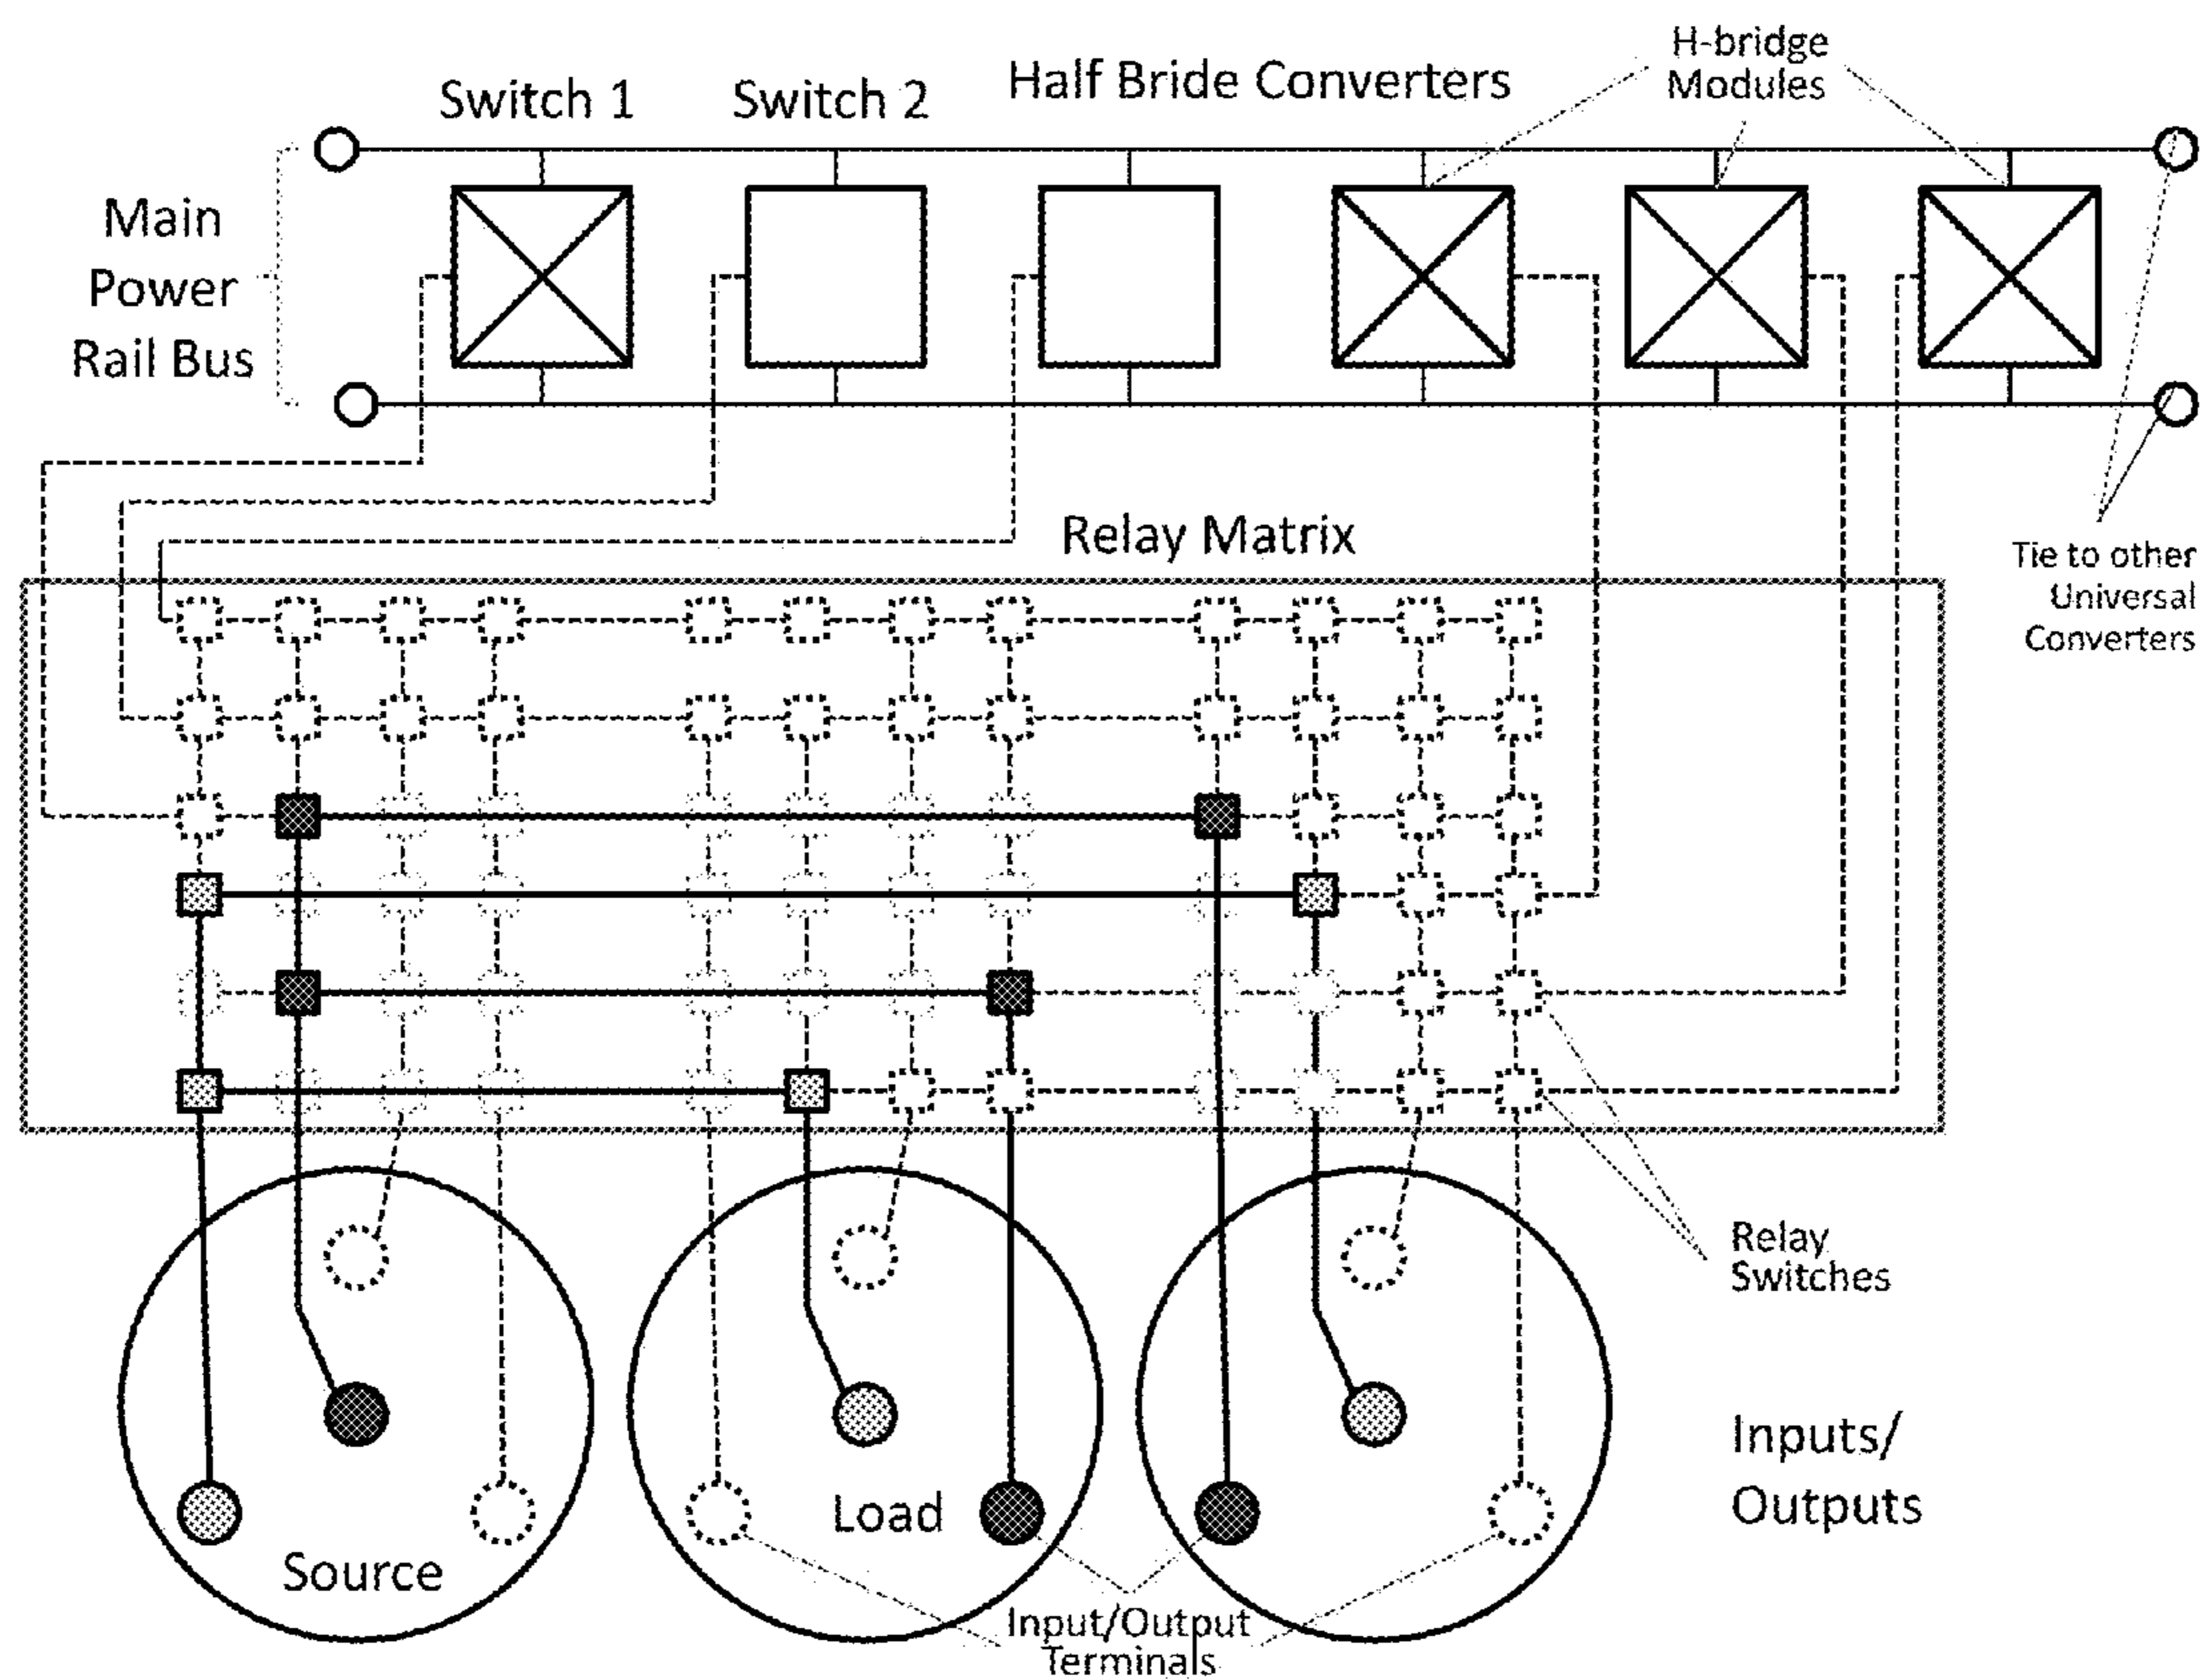 H-bridge
Modules
Half Bride Converters
Switch 1
Switch 2
Main
Power
Rail Bus
Relay Matrix
Tie to other
Universal
Converters
Relay
Switches
Inputs/
Outputs
Load
Source
Input/Output
Terminals